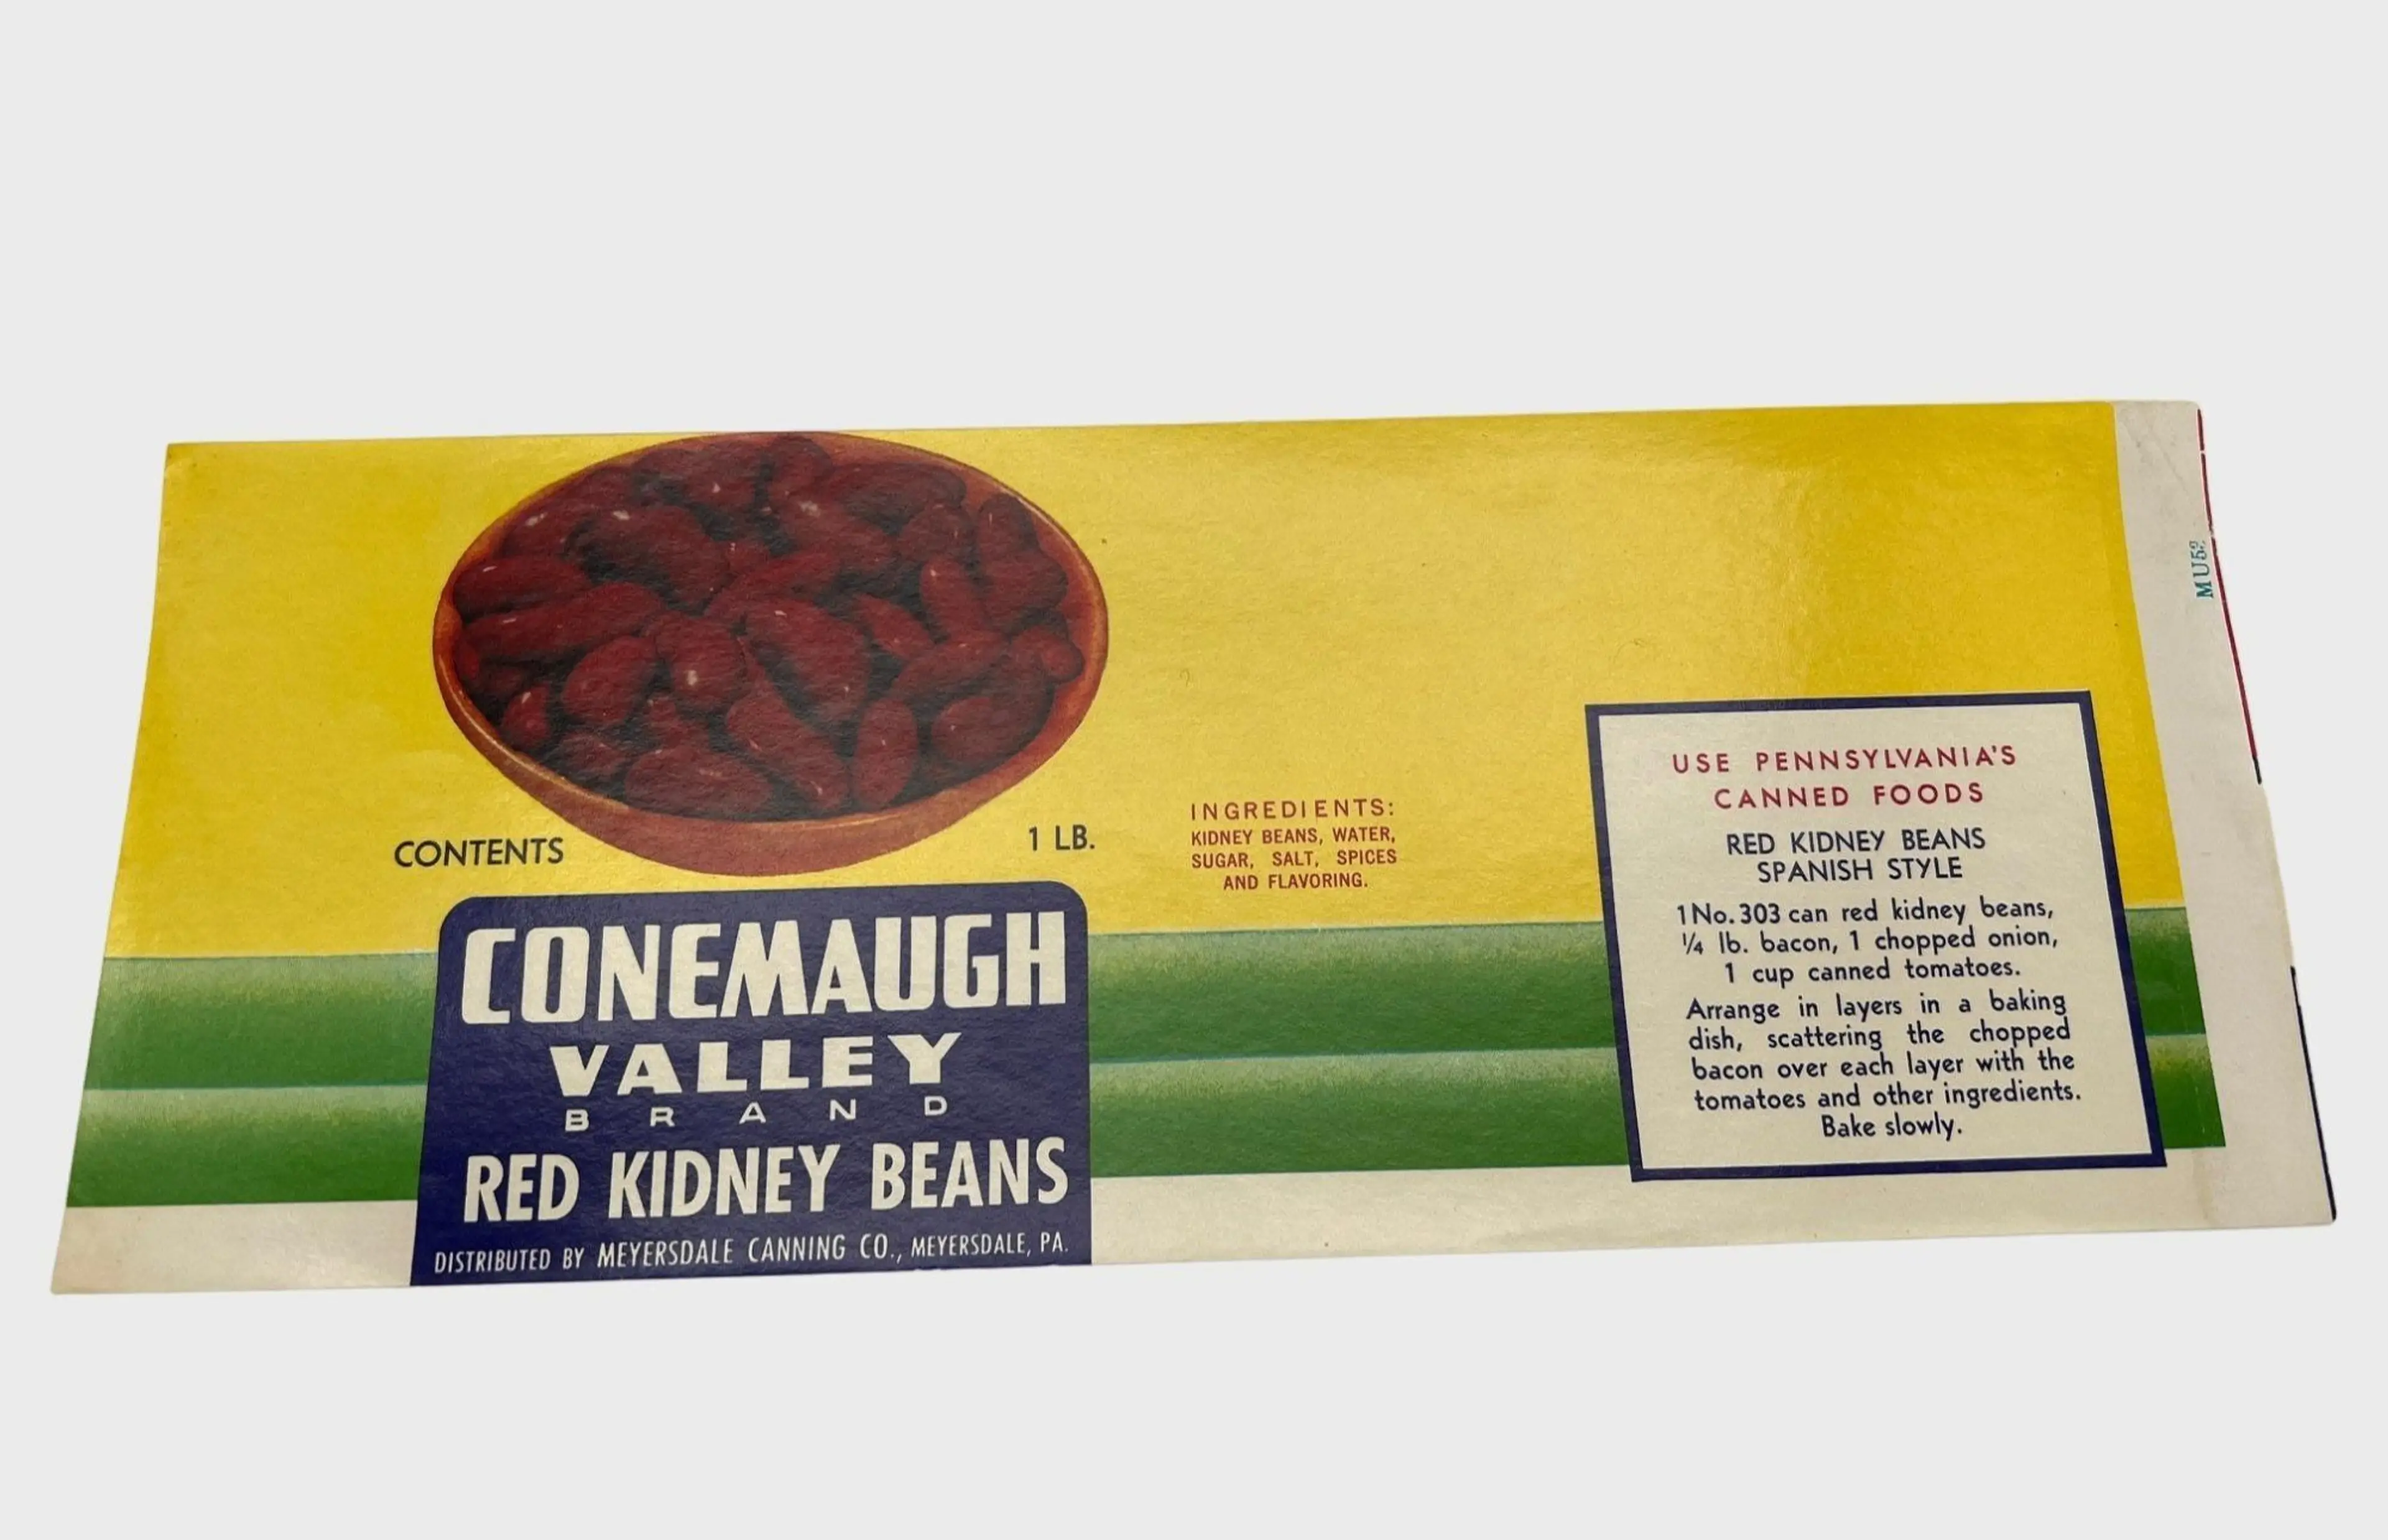 CONTENTS 1 LB.
CONEMAUGH
VALLEY
BRAND
RED KIDNEY BEANS
DISTRIBUTED BY MEYERSDALE CANNING CO., MEYERSDALE, PA.
INGREDIENTS:
KIDNEY BEANS, WATER,
SUGAR, SALT, SPICES
AND FLAVORING.
USE PENNSYLVANIA'S
CANNED FOODS
RED KIDNEY BEANS
SPANISH STYLE
1 No. 303 can red kidney beans,
1/4 lb. bacon, 1 chopped onion,
1 cup canned tomatoes.
Arrange in layers in a baking
dish, scattering the chopped
bacon over each layer with the
tomatoes and other ingredients.
Bake slowly.